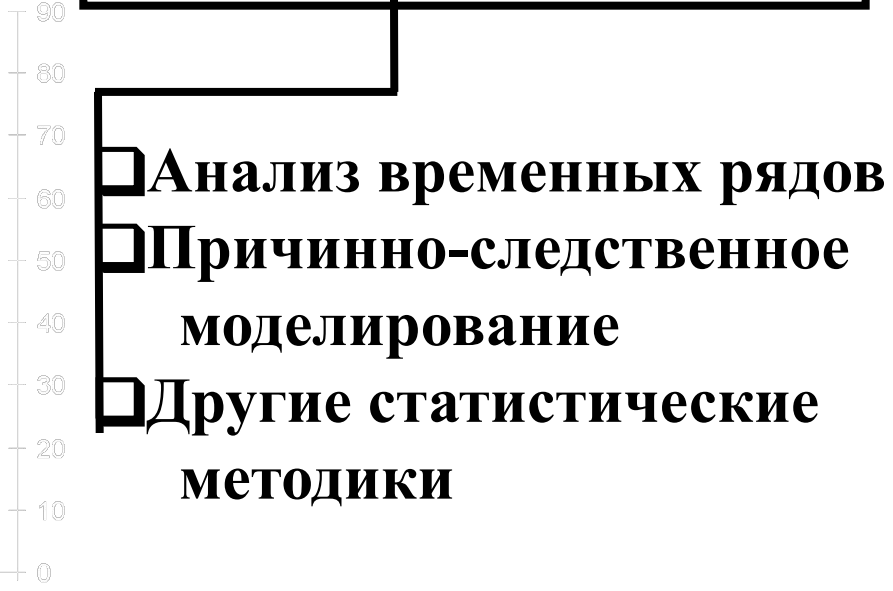 90
80
70
Анализ временных рядов
60
Причинно-следственное
50
моделирование
40
30
Другие статистические
20
методики
10
0